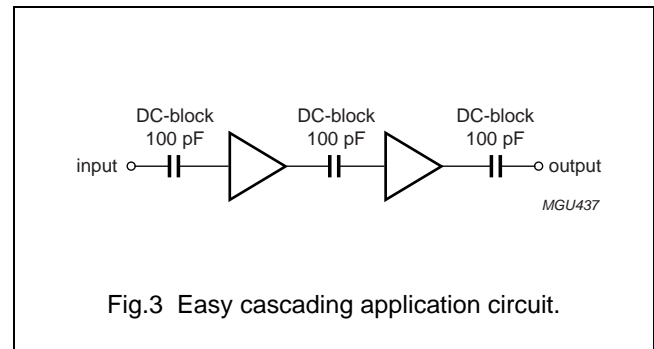 DC-block DC-block DC-block
100 pF 100 pF 100 pF
input output
MGU437
Fig.3 Easy cascading application circuit.